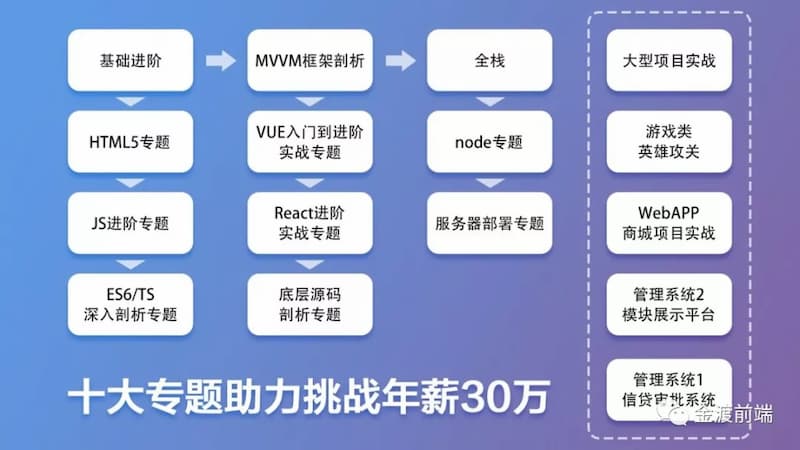 基础进阶
MVVM框架剖析
全栈
大型项目实战
HTML5专题
VUE入门到进阶
实战专题
node专题
游戏类
英雄攻关
JS进阶专题
React进阶
实战专题
服务器部署专题
WebAPP
商城项目实战
ES6/TS
深入剖析专题
底层源码
剖析专题
管理系统2
模块展示平台
管理系统1
信贷审批系统
十大专题助力挑战年薪30万
金渡前端